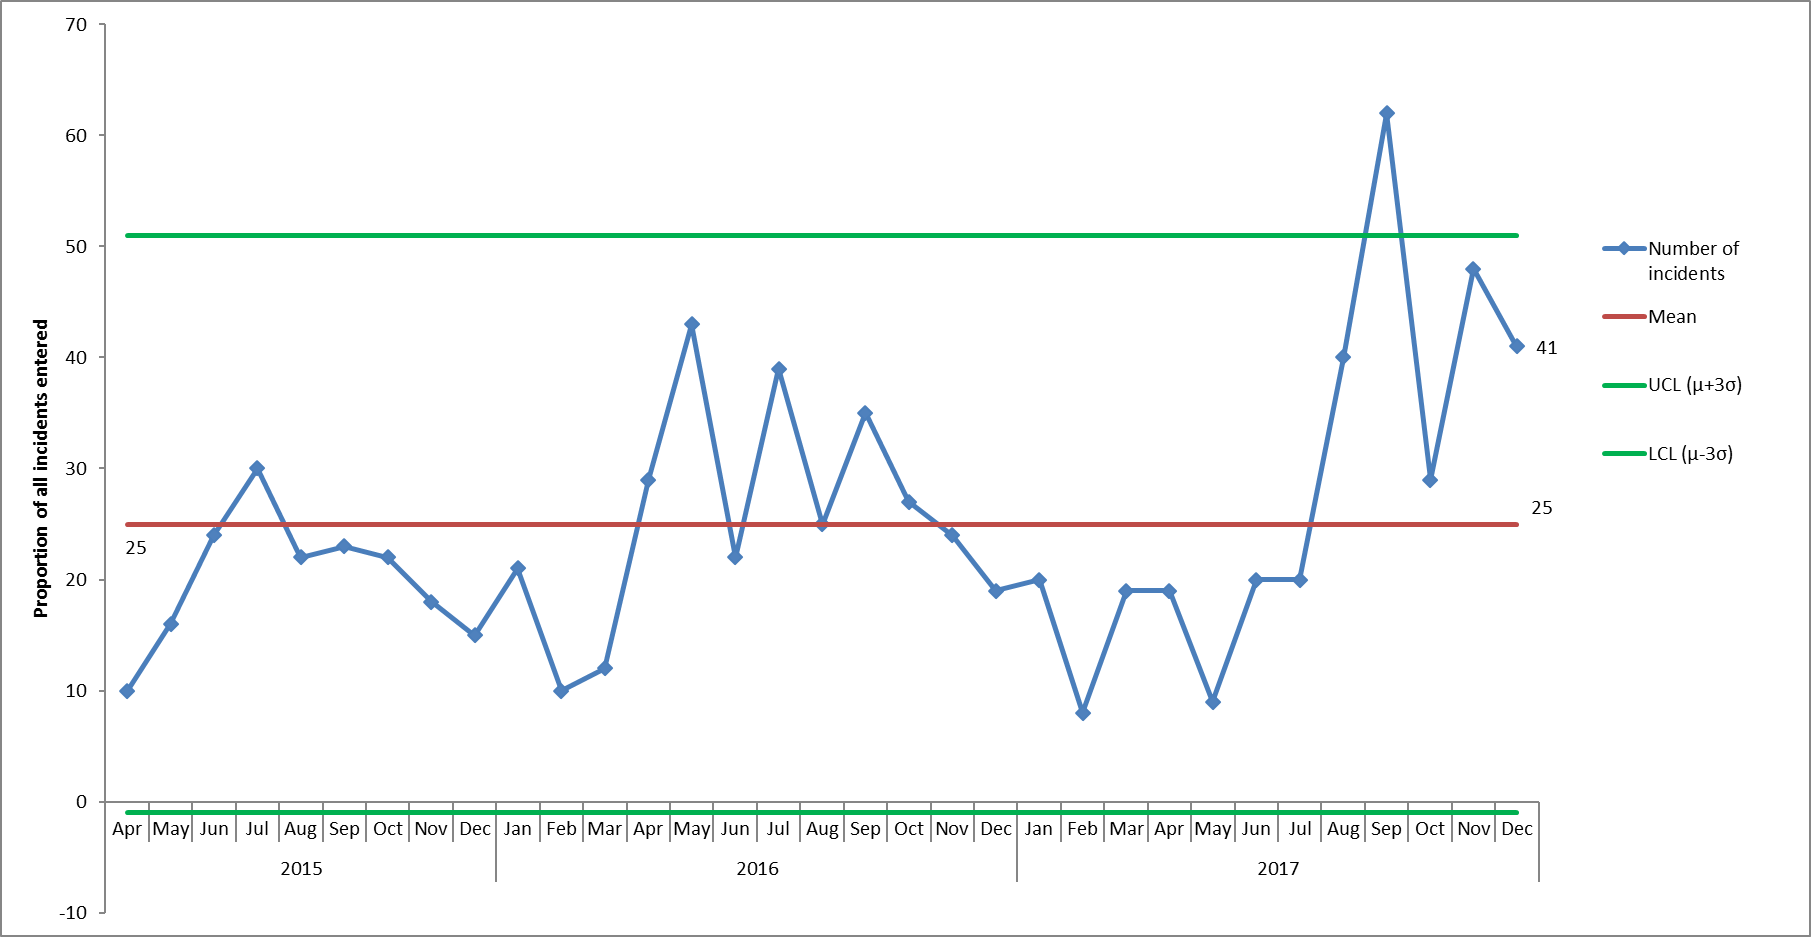 70
60
50
40
30
20
10
0
-10
Proportion of all incidents entered
25
25
41
Number of
incidents
Mean
UCL (μ+3σ)
LCL (μ-3σ)
Apr May Jun Jul Aug Sep Oct Nov Dec Jan Feb Mar Apr May Jun Jul Aug Sep Oct Nov Dec Jan Feb Mar Apr May Jun Jul Aug Sep Oct Nov Dec
2015 2016 2017